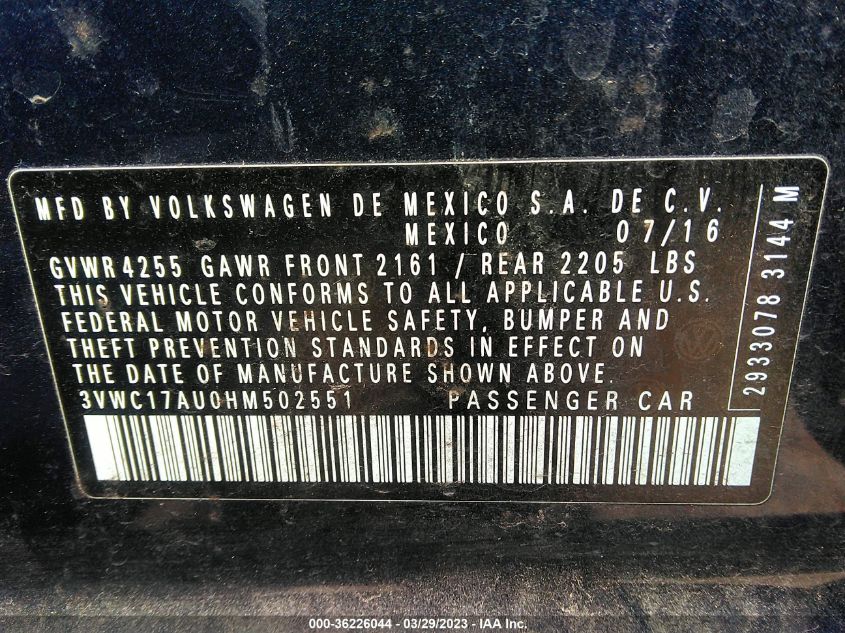 MFD BY VOLKSWAGEN DE MEXICO S.A. DE C.V.
MEXICO 07/16
GVWR 4255 GAWR FRONT 2161 / REAR 2205 LBS
THIS VEHICLE CONFORMS TO ALL APPLICABLE U.S.
FEDERAL MOTOR VEHICLE SAFETY, BUMPER AND
THEFT PREVENTION STANDARDS IN EFFECT ON
THE DATE OF MANUFACTURE SHOWN ABOVE.
3VWC17AU0HM502551 PASSENGER CAR
2933078 3144 M
000-36226044 - 03/29/2023 - IAA Inc.